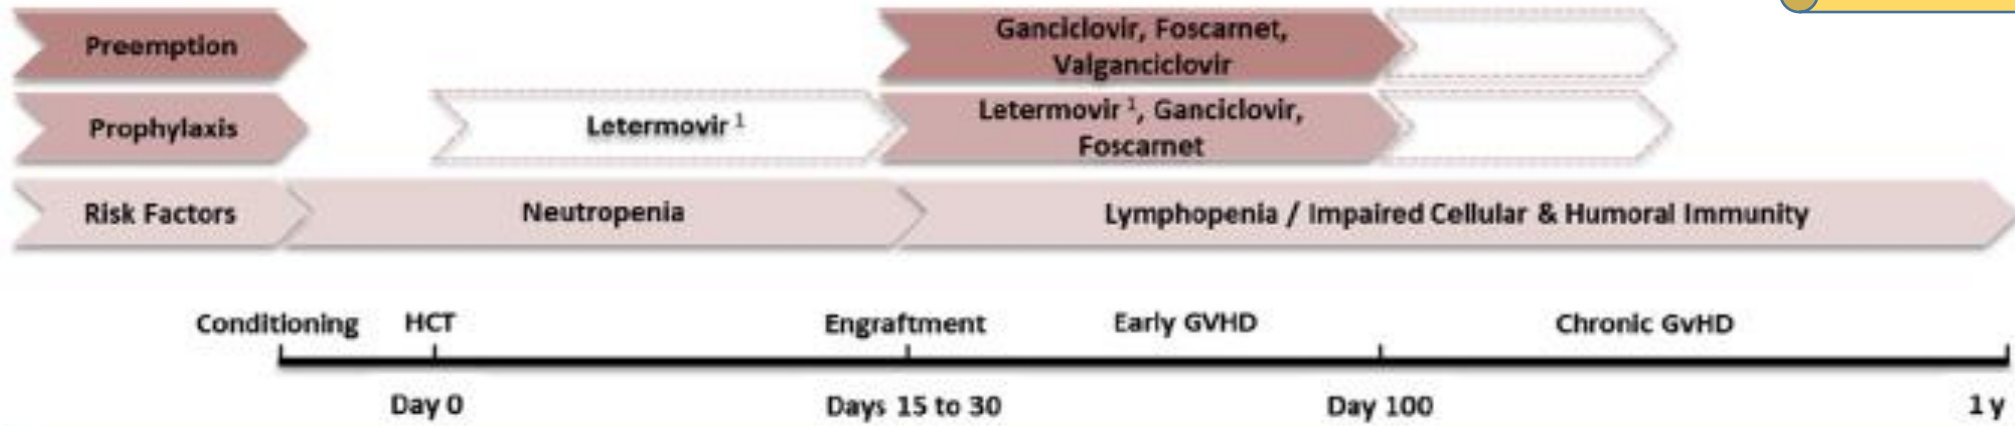 Preemption
Ganciclovir, Foscarnet,
Valganciclovir
Prophylaxis
Letermovir 1
Letermovir 1, Ganciclovir,
Foscarnet
Risk Factors
Neutropenia
Lymphopenia / Impaired Cellular & Humoral Immunity
Conditioning
HCT
Engraftment
Early GVHD
Chronic GvHD
Day 0
Days 15 to 30
Day 100
1 y